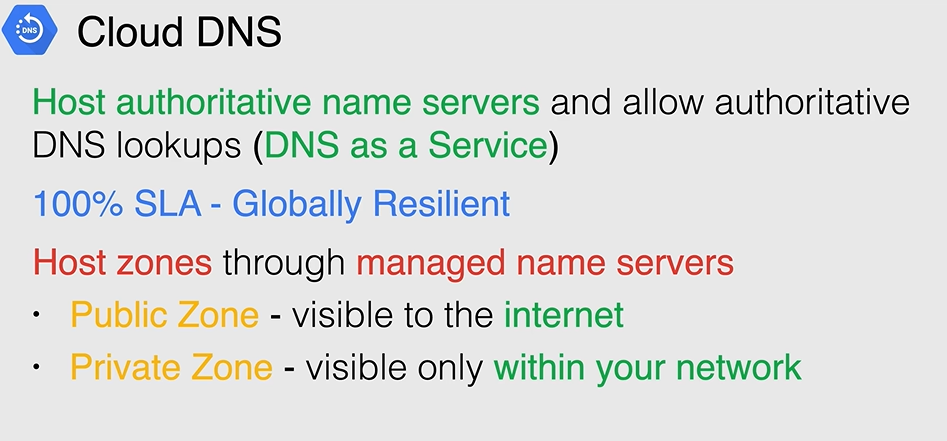 DNS
Cloud DNS
Host authoritative name servers and allow authoritative
DNS lookups (DNS as a Service)
100% SLA - Globally Resilient
Host zones through managed name servers
· Public Zone - visible to the internet
· Private Zone - visible only within your network